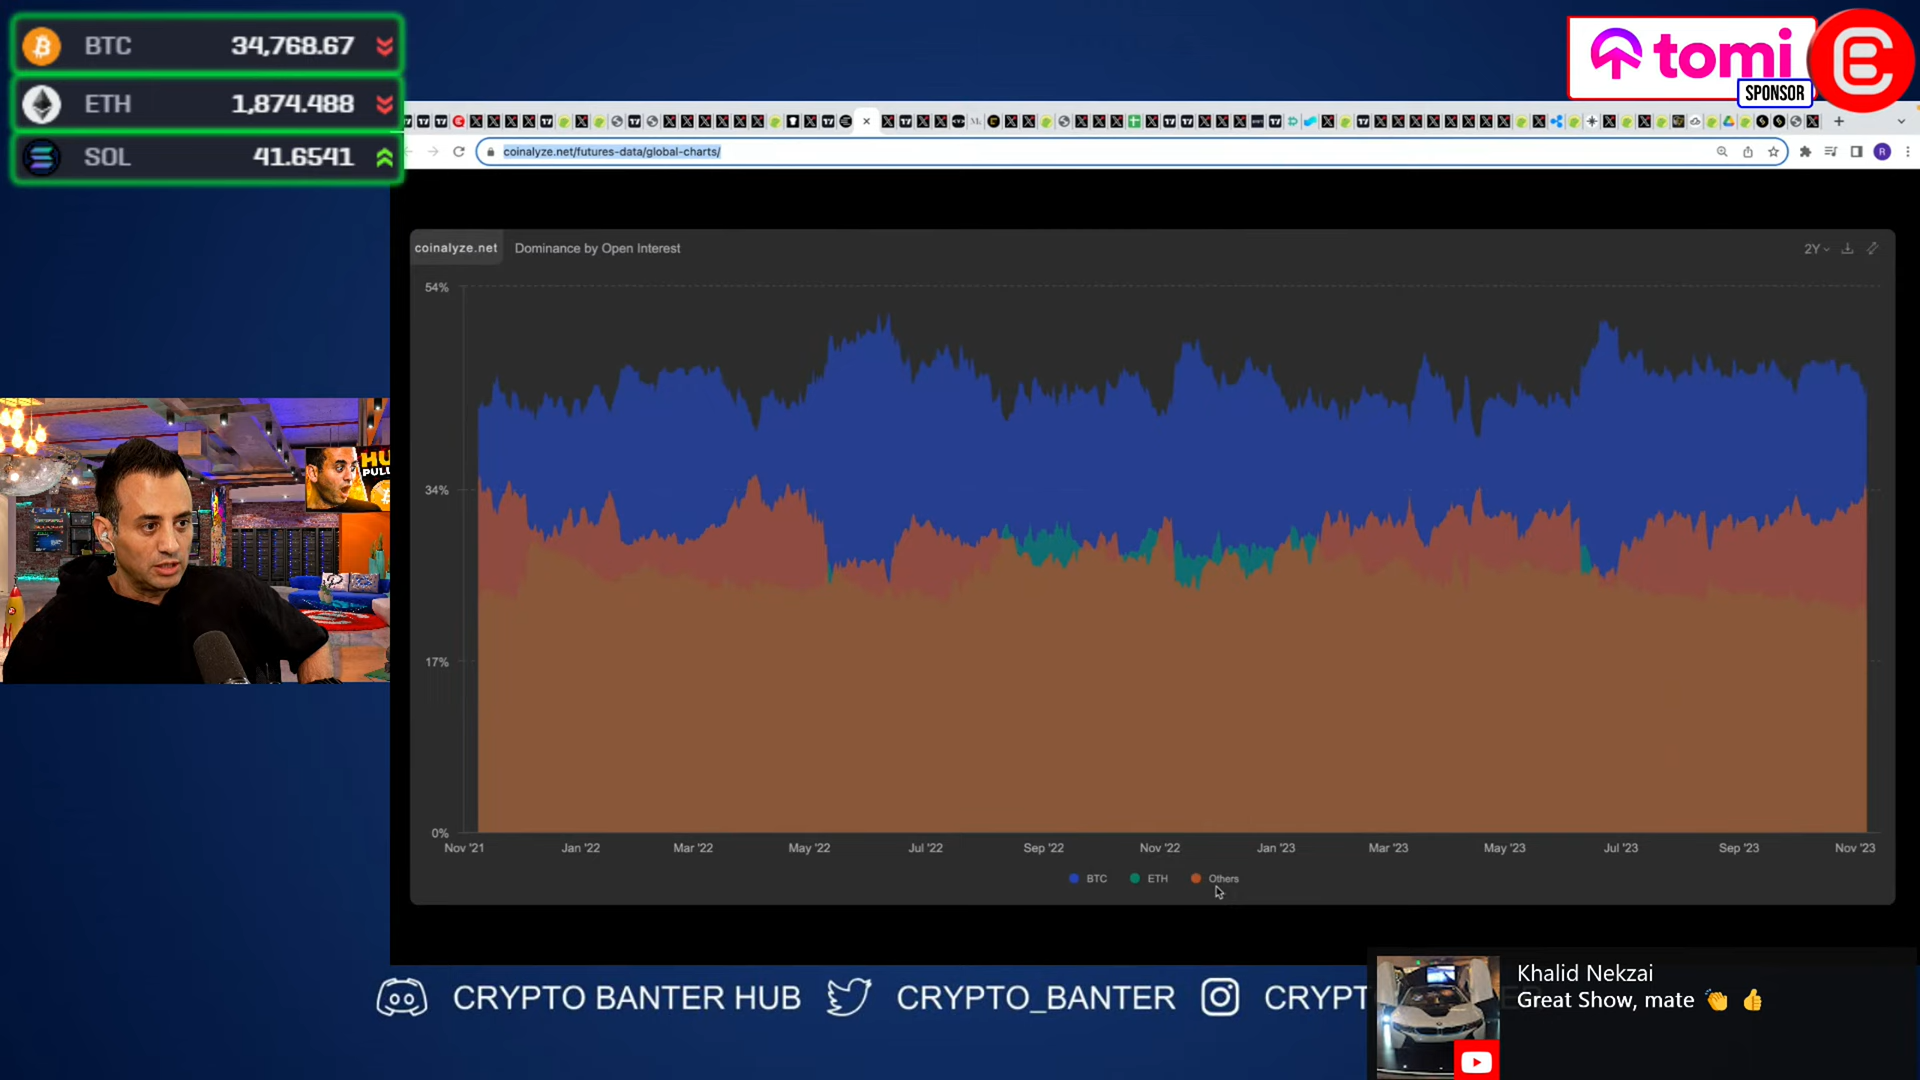 BTC 34,768.67
ETH 1,874.488
SOL 41.6541
tomi
SPONSOR
coinalyze.net/futures-data/global-charts/
R
coinalyze.net Dominance by Open Interest
2Y
54%
34%
17%
0%
Nov '21 Jan '22 Mar '22 May '22 Jul '22 Sep '22 Nov '22 Jan '23 Mar '23 May '23 Jul '23 Sep '23 Nov '23
BTC ETH Others
HU
PULL
CRYPTO BANTER HUB CRYPTO_BANTER CRYPT
Khalid Nekzai
Great Show, mate 👏 👍